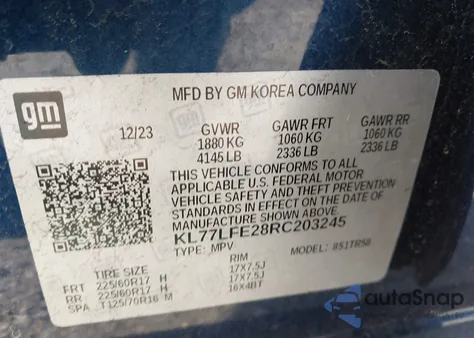 MFD BY GM KOREA COMPANY
gm
12/23 GVWR GAWR FRT GAWR RR
1880 KG 1060 KG 1060 KG
4145 LB 2336 LB 2336 LB
THIS VEHICLE CONFORMS TO ALL
APPLICABLE U.S. FEDERAL MOTOR
VEHICLE SAFETY AND THEFT PREVENTION
STANDARDS IN EFFECT ON THE DATE OF
MANUFACTURE SHOWN ABOVE.
KL77LFE28RC203245
TYPE: MPV MODEL: 851TR58
TIRE SIZE RIM
FRT 225/60R17 H 17X7.5J
RR 225/60R17 H 17X7.5J
SPA T125/70R16 M 16X4BT
autoSnap